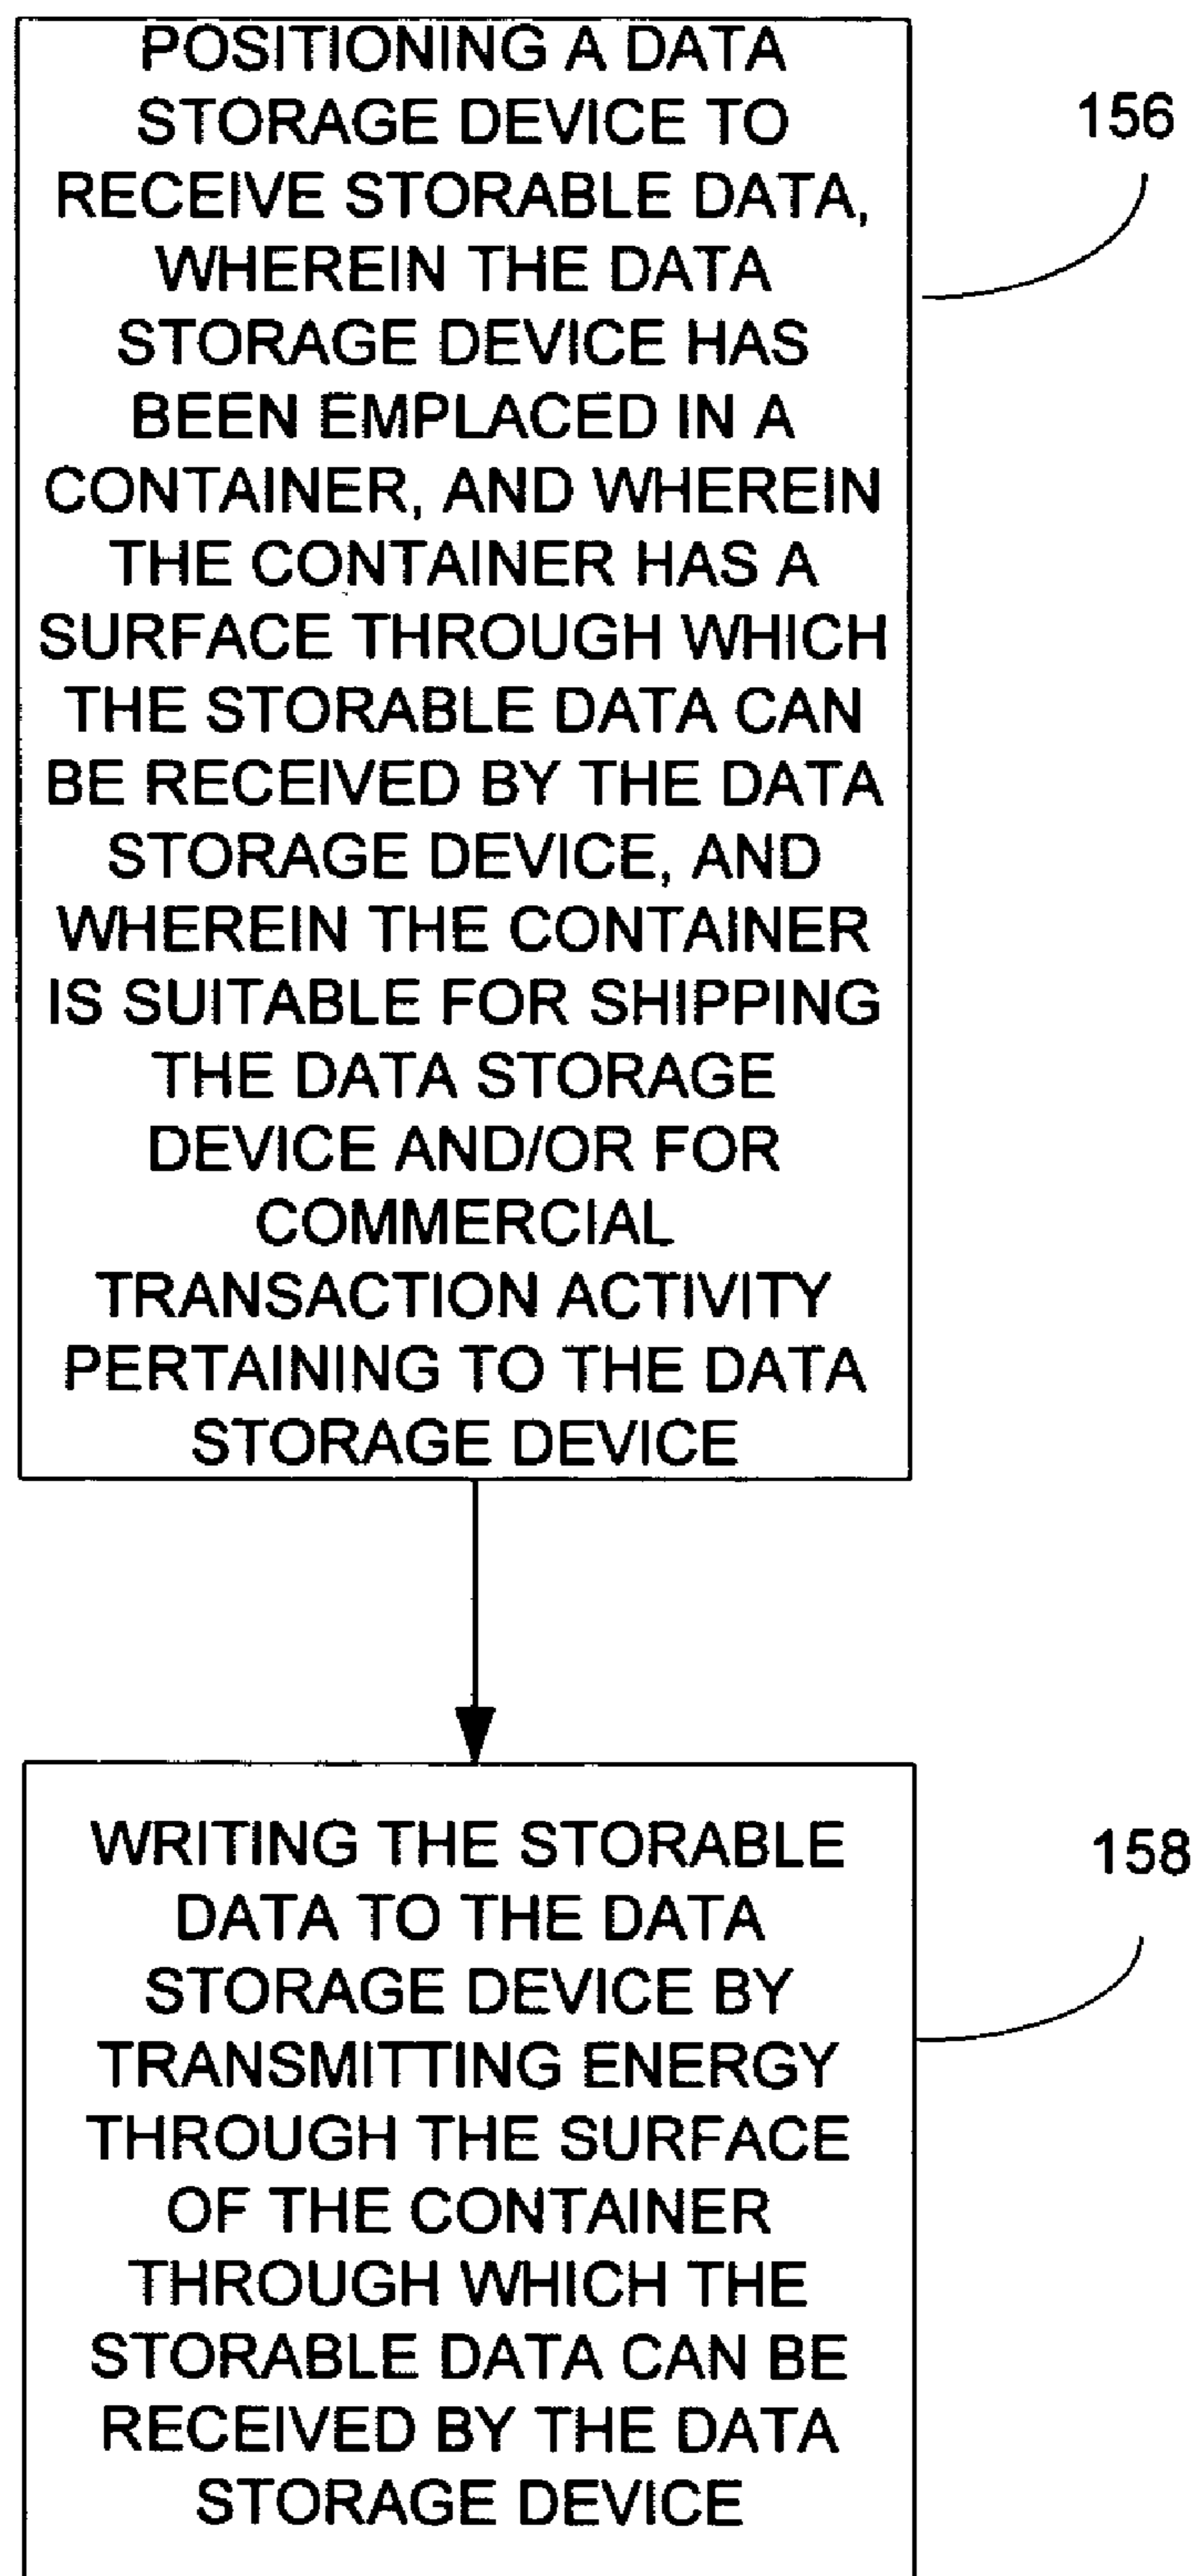 POSITIONING A DATA
STORAGE DEVICE TO
RECEIVE STORABLE DATA,
WHEREIN THE DATA
STORAGE DEVICE HAS
BEEN EMPLACED IN A
CONTAINER, AND WHEREIN
THE CONTAINER HAS A
SURFACE THROUGH WHICH
THE STORABLE DATA CAN
BE RECEIVED BY THE DATA
STORAGE DEVICE, AND
WHEREIN THE CONTAINER
IS SUITABLE FOR SHIPPING
THE DATA STORAGE
DEVICE AND/OR FOR
COMMERCIAL
TRANSACTION ACTIVITY
PERTAINING TO THE DATA
STORAGE DEVICE
156
WRITING THE STORABLE
DATA TO THE DATA
STORAGE DEVICE BY
TRANSMITTING ENERGY
THROUGH THE SURFACE
OF THE CONTAINER
THROUGH WHICH THE
STORABLE DATA CAN BE
RECEIVED BY THE DATA
STORAGE DEVICE
158